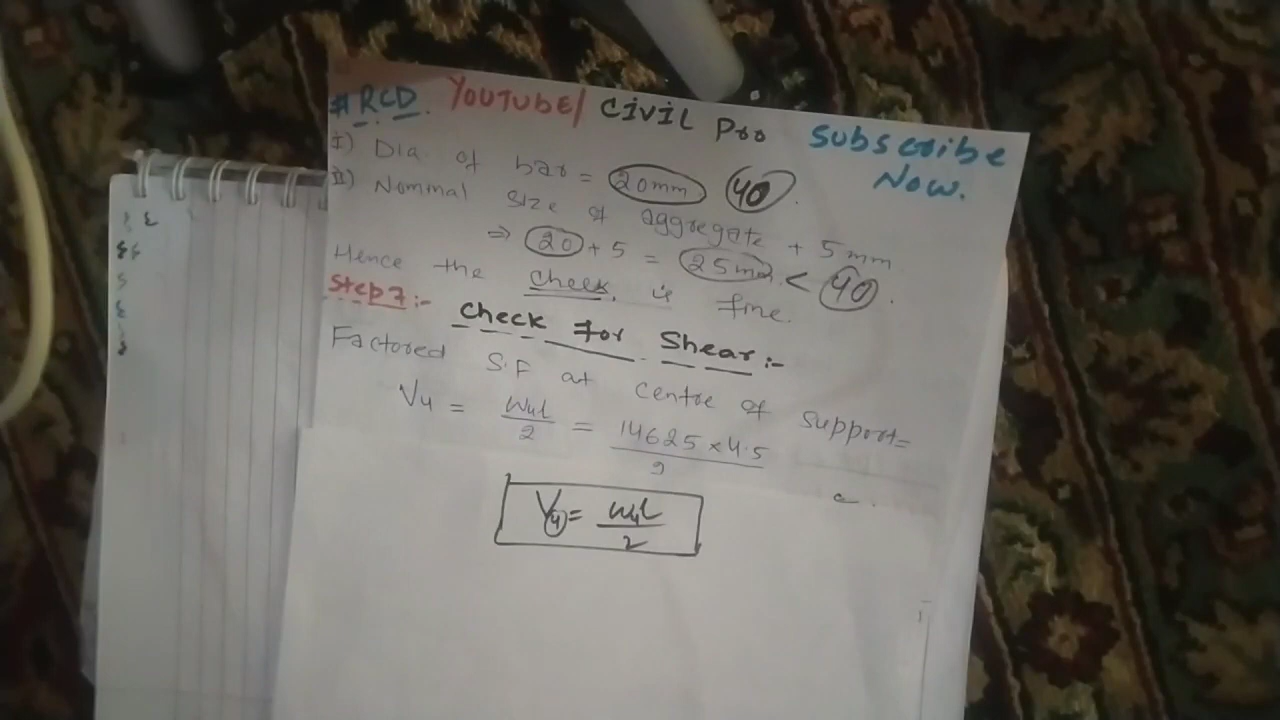 #RCD. YOUTUBE/ Civil Pro Subscribe Now.
I) Dia of bar = 20mm 40.
II) Nominal size of aggregate + 5 mm
⇒ 20 + 5 = 25mm < 40.
Hence the check is fine.
Step 7:- Check for Shear:-
Factored S.F at centre of support=
Vu = Wul/2 = 14625 × 4.5/2
Vu = wul/2